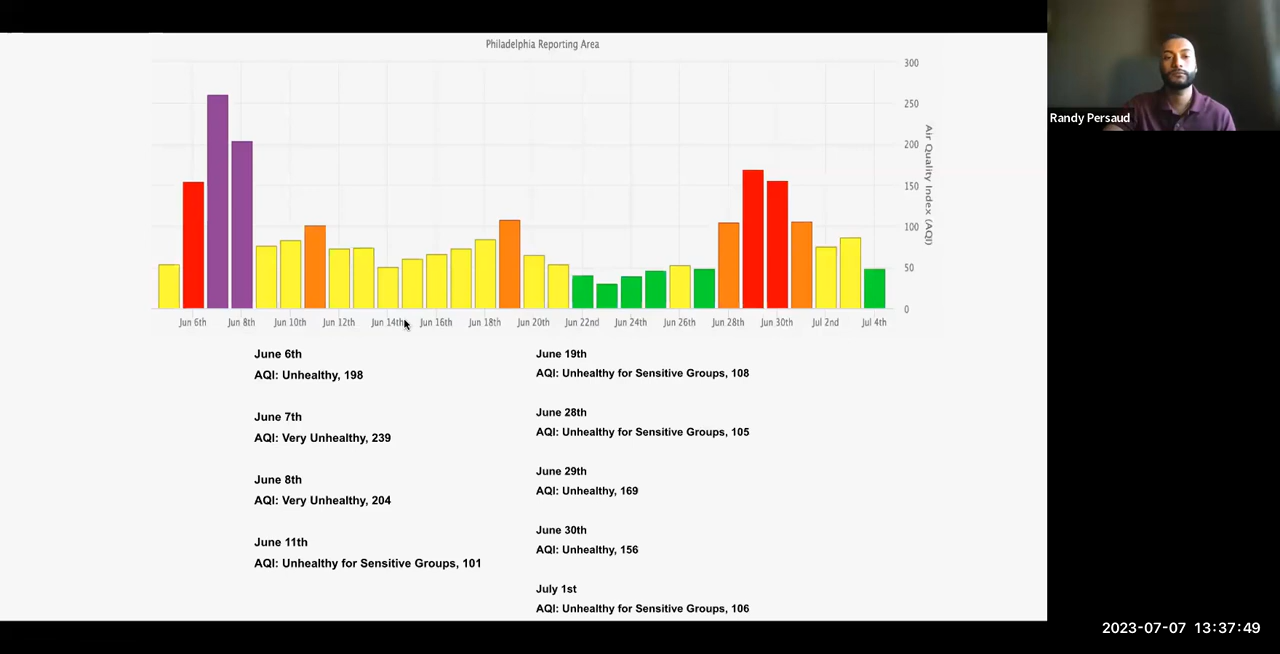 Philadelphia Reporting Area
300
250
200
150
100
50
0
Air Quality Index (AQI)
Jun 6th Jun 8th Jun 10th Jun 12th Jun 14th Jun 16th Jun 18th Jun 20th Jun 22nd Jun 24th Jun 26th Jun 28th Jun 30th Jul 2nd Jul 4th
June 6th
AQI: Unhealthy, 198
June 7th
AQI: Very Unhealthy, 239
June 8th
AQI: Very Unhealthy, 204
June 11th
AQI: Unhealthy for Sensitive Groups, 101
June 19th
AQI: Unhealthy for Sensitive Groups, 108
June 28th
AQI: Unhealthy for Sensitive Groups, 105
June 29th
AQI: Unhealthy, 169
June 30th
AQI: Unhealthy, 156
July 1st
AQI: Unhealthy for Sensitive Groups, 106
Randy Persaud
2023-07-07 13:37:49